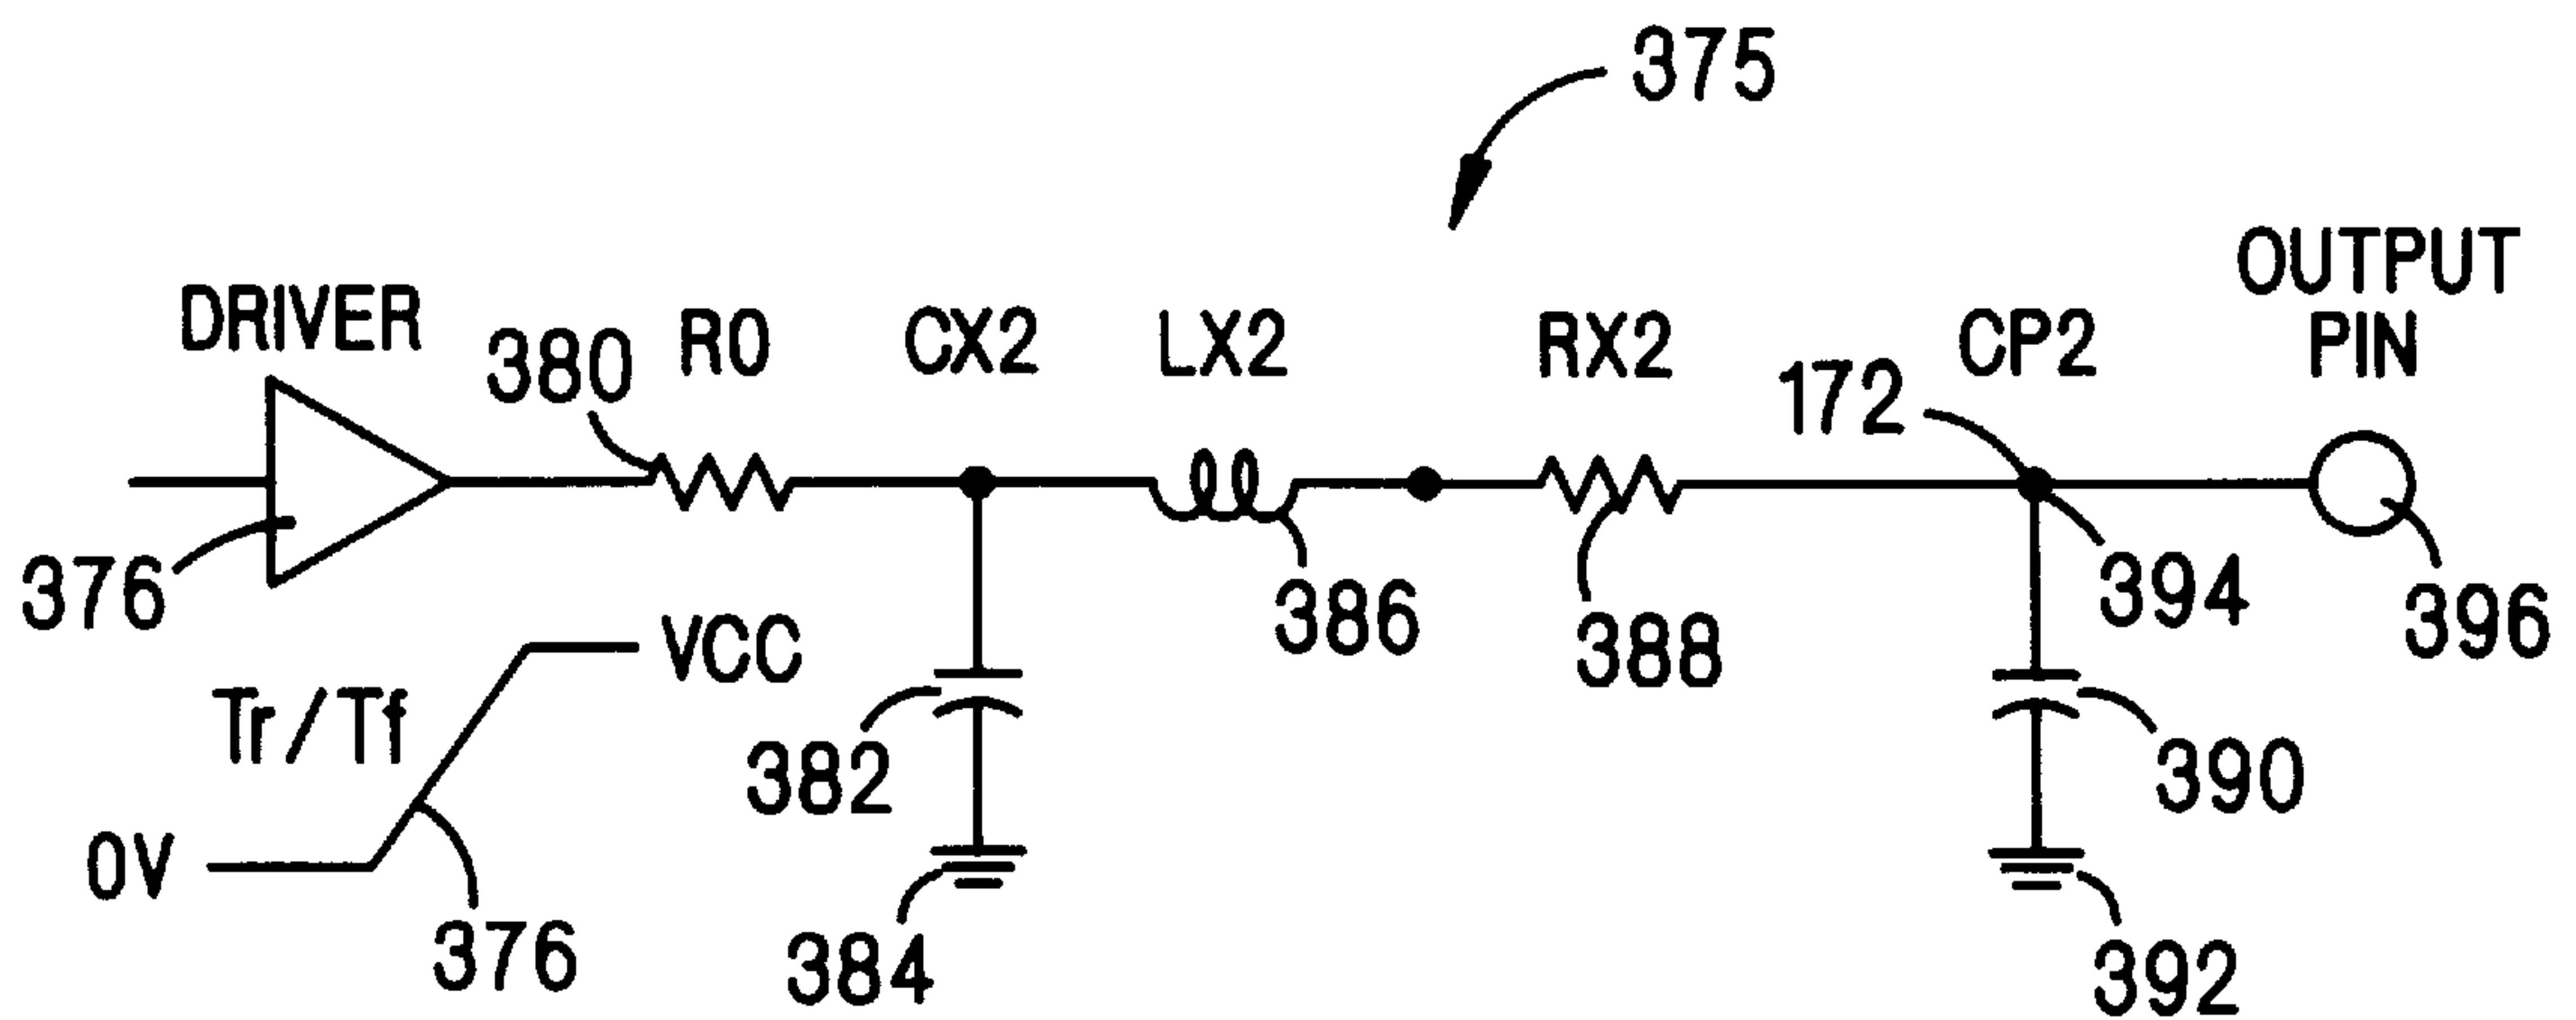 375
OUTPUT
PIN
DRIVER
380
R0
CX2
LX2
RX2
172
CP2
376
386
388
394
396
VCC
Tr/Tf
382
390
0V
376
384
392